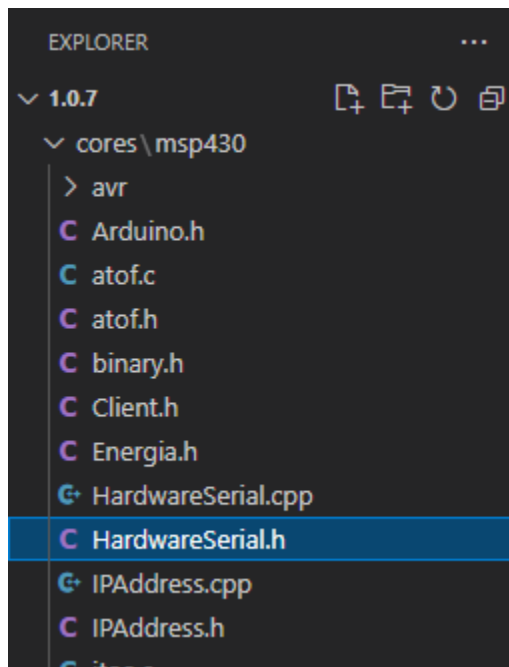 EXPLORER
1.0.7
cores\msp430
avr
C Arduino.h
C atof.c
C atof.h
C binary.h
C Client.h
C Energia.h
C+ HardwareSerial.cpp
C HardwareSerial.h
C+ IPAddress.cpp
C IPAddress.h